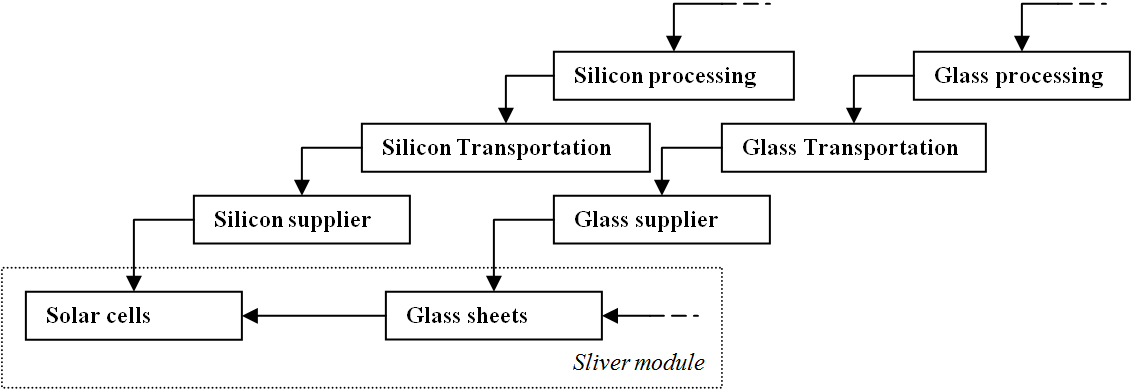 Silicon processing
Glass processing
Silicon Transportation
Glass Transportation
Silicon supplier
Glass supplier
Solar cells
Glass sheets
Sliver module